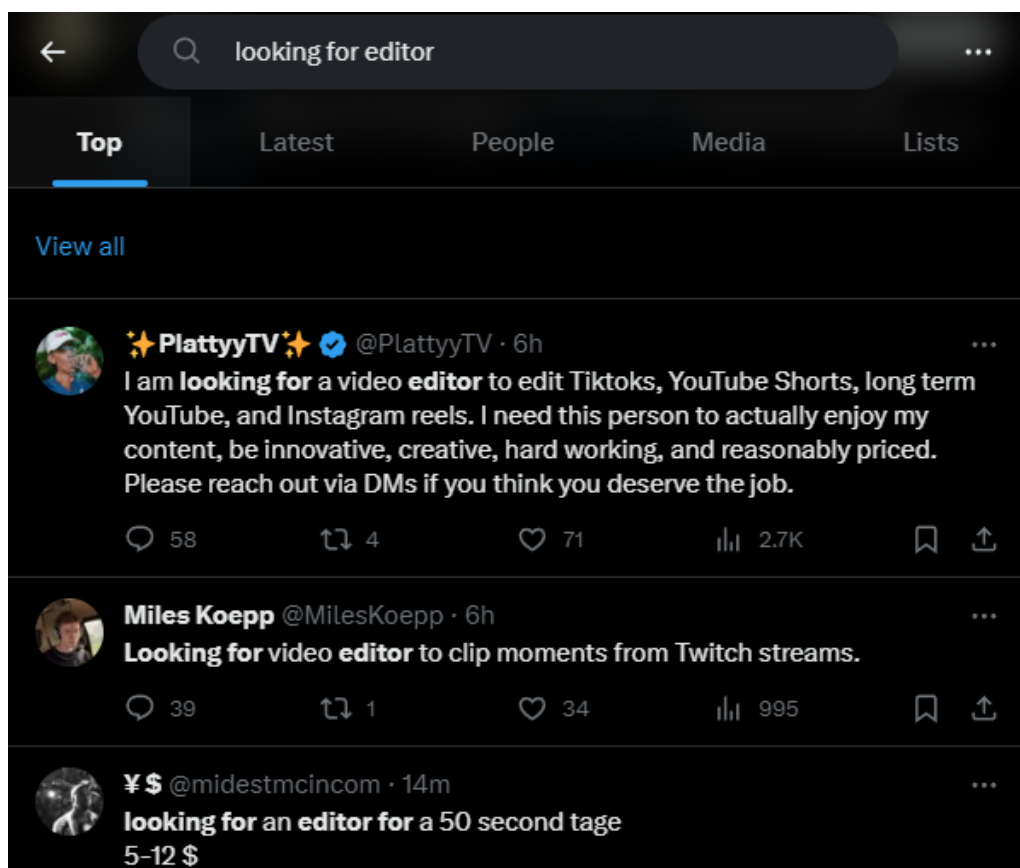 looking for editor
Top Latest People Media Lists
View all
✨PlattyyTV✨ @PlattyyTV · 6h
I am looking for a video editor to edit Tiktoks, YouTube Shorts, long term
YouTube, and Instagram reels. I need this person to actually enjoy my
content, be innovative, creative, hard working, and reasonably priced.
Please reach out via DMs if you think you deserve the job.
58 4 71 2.7K
Miles Koepp @MilesKoepp · 6h
Looking for video editor to clip moments from Twitch streams.
39 1 34 995
¥ $ @midestmcincom · 14m
looking for an editor for a 50 second tage
5-12 $